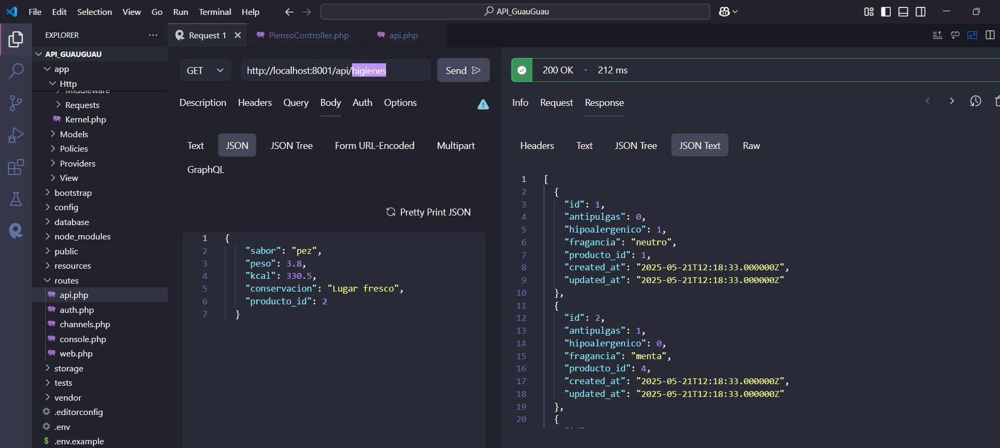 File Edit Selection View Go Run Terminal Help API_GuauGuau
EXPLORER
API_GUAUGUAU
app
Http
Middleware
Requests
Kernel.php
Models
Policies
Providers
View
bootstrap
config
database
node_modules
public
resources
routes
api.php
auth.php
channels.php
console.php
web.php
storage
tests
vendor
.editorconfig
.env
$ .env.example
Request 1 PiensoController.php api.php
GET http://localhost:8001/api/higienes Send
Description Headers Query Body Auth Options
Text JSON JSON Tree Form URL-Encoded Multipart
GraphQL
Pretty Print JSON
1 {
2 "sabor": "pez",
3 "peso": 3.8,
4 "kcal": 330.5,
5 "conservacion": "Lugar fresco",
6 "producto_id": 2
7 }
200 OK · 212 ms
Info Request Response
Headers Text JSON Tree JSON Text Raw
1 [
2 {
3 "id": 1,
4 "antipulgas": 0,
5 "hipoalergenico": 1,
6 "fragancia": "neutro",
7 "producto_id": 1,
8 "created_at": "2025-05-21T12:18:33.000000Z",
9 "updated_at": "2025-05-21T12:18:33.000000Z"
10 },
11 {
12 "id": 2,
13 "antipulgas": 1,
14 "hipoalergenico": 0,
15 "fragancia": "menta",
16 "producto_id": 4,
17 "created_at": "2025-05-21T12:18:33.000000Z",
18 "updated_at": "2025-05-21T12:18:33.000000Z"
19 },
20 {